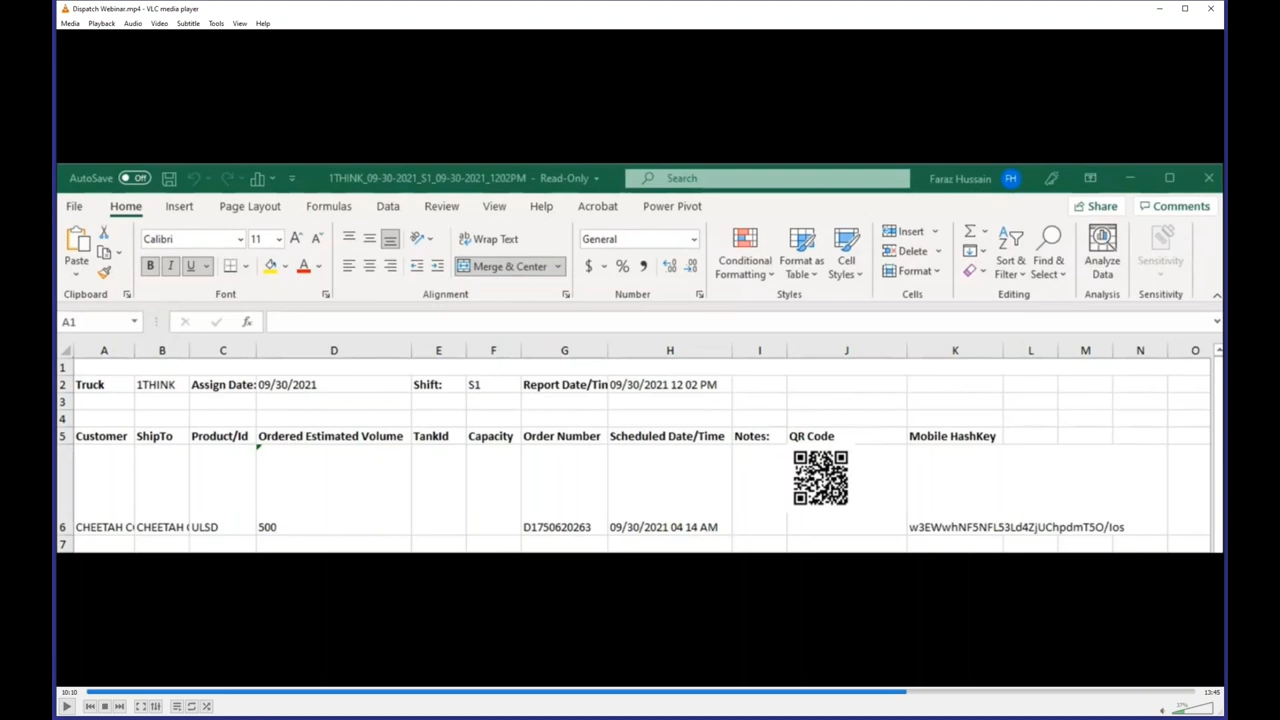 Dispatch Webinar.mp4 - VLC media player
Media Playback Audio Video Subtitle Tools View Help
AutoSave Off 1THINK_09-30-2021_S1_09-30-2021_1202PM - Read-Only Search Faraz Hussain FH
File Home Insert Page Layout Formulas Data Review View Help Acrobat Power Pivot Share Comments
Calibri 11 Wrap Text General Insert
Paste B I U Merge & Center $ % Conditional Formatting Format as Table Cell Styles Delete Format Sort & Filter Find & Select Analyze Data Sensitivity
Clipboard Font Alignment Number Styles Cells Editing Analysis Sensitivity
A1 fx
A B C D E F G H I J K L M N O
1
2 Truck 1THINK Assign Date: 09/30/2021 Shift: S1 Report Date/Tin 09/30/2021 12 02 PM
3
4
5 Customer ShipTo Product/Id Ordered Estimated Volume TankId Capacity Order Number Scheduled Date/Time Notes: QR Code Mobile HashKey
6 CHEETAH C CHEETAH ULSD 500 D1750620263 09/30/2021 04 14 AM w3EWwhNF5NFL53Ld4ZjUChpdmT5O/Ios
7
10:10 13:45
37%